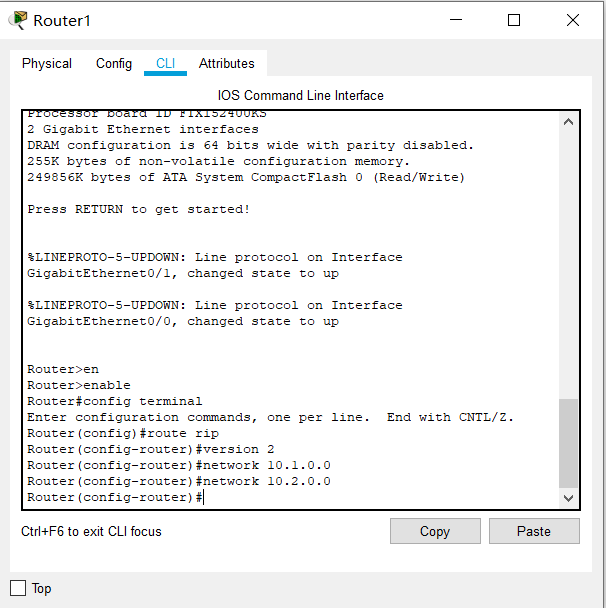 Router1
Physical Config CLI Attributes
IOS Command Line Interface
Processor board ID
2 Gigabit Ethernet interfaces
DRAM configuration is 64 bits wide with parity disabled.
255K bytes of non-volatile configuration memory.
249856K bytes of ATA System CompactFlash 0 (Read/Write)
Press RETURN to get started!
%LINEPROTO-5-UPDOWN: Line protocol on Interface
GigabitEthernet0/1, changed state to up
%LINEPROTO-5-UPDOWN: Line protocol on Interface
GigabitEthernet0/0, changed state to up
Router>en
Router>enable
Router#config terminal
Enter configuration commands, one per line.  End with CNTL/Z.
Router(config)#route rip
Router(config-router)#version 2
Router(config-router)#network 10.1.0.0
Router(config-router)#network 10.2.0.0
Router(config-router)#
Ctrl+F6 to exit CLI focus
Copy Paste
Top